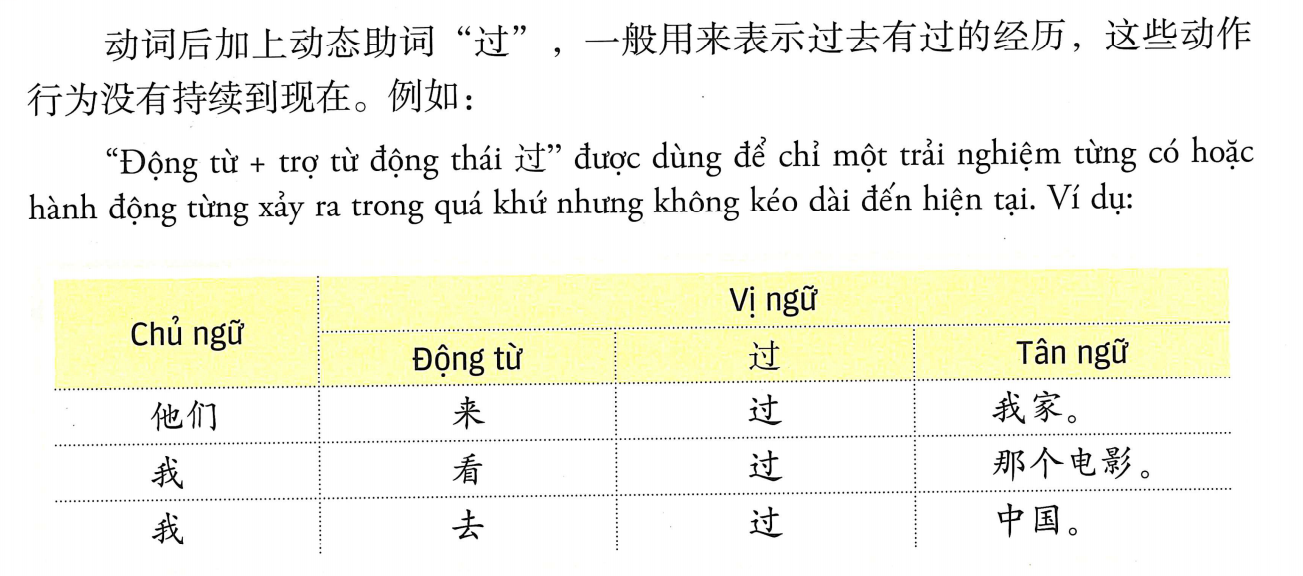 动词后加上动态助词“过”，一般用来表示过去有过的经历，这些动作
行为没有持续到现在。例如：
“Động từ + trợ từ động thái 过” được dùng để chỉ một trải nghiệm từng có hoặc
hành động từng xảy ra trong quá khứ nhưng không kéo dài đến hiện tại. Ví dụ:
Chủ ngữ Vị ngữ
Động từ 过 Tân ngữ
他们 来 过 我家。
我 看 过 那个电影。
我 去 过 中国。